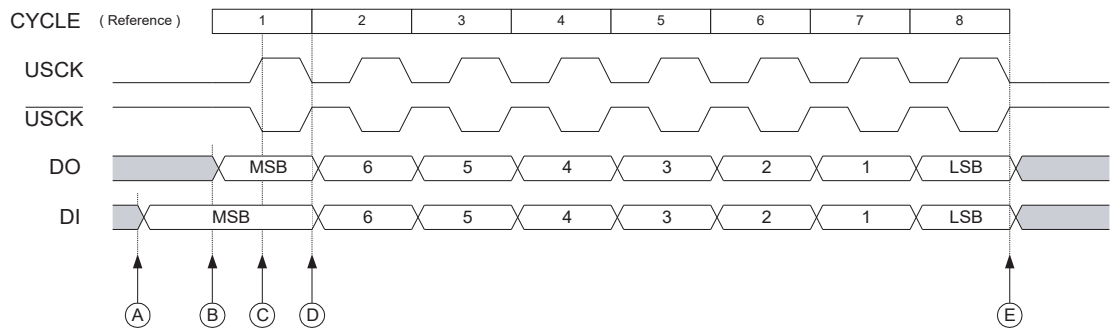 CYCLE ( Reference ) 1 2 3 4 5 6 7 8
USCK
USCK
DO MSB 6 5 4 3 2 1 LSB
DI MSB 6 5 4 3 2 1 LSB
A B C D E